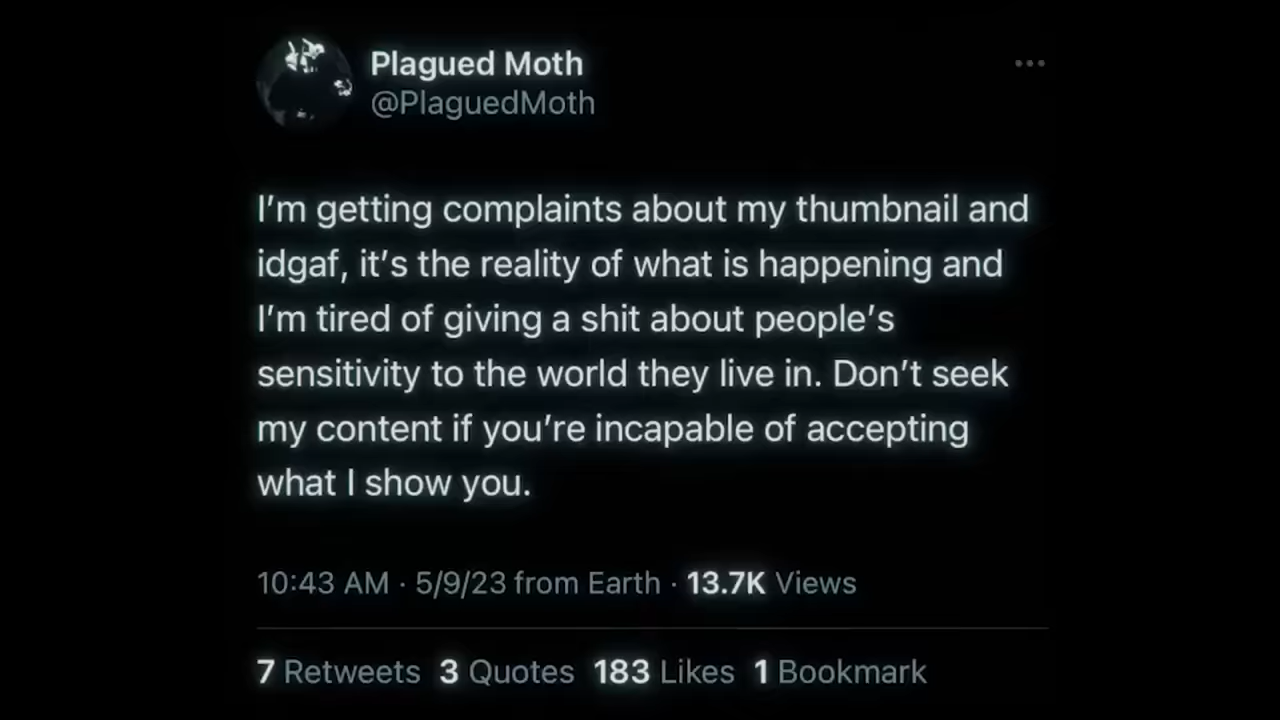 Plagued Moth
@PlaguedMoth
I’m getting complaints about my thumbnail and
idgaf, it’s the reality of what is happening and
I’m tired of giving a shit about people’s
sensitivity to the world they live in. Don’t seek
my content if you’re incapable of accepting
what I show you.
10:43 AM · 5/9/23 from Earth · 13.7K Views
7 Retweets 3 Quotes 183 Likes 1 Bookmark